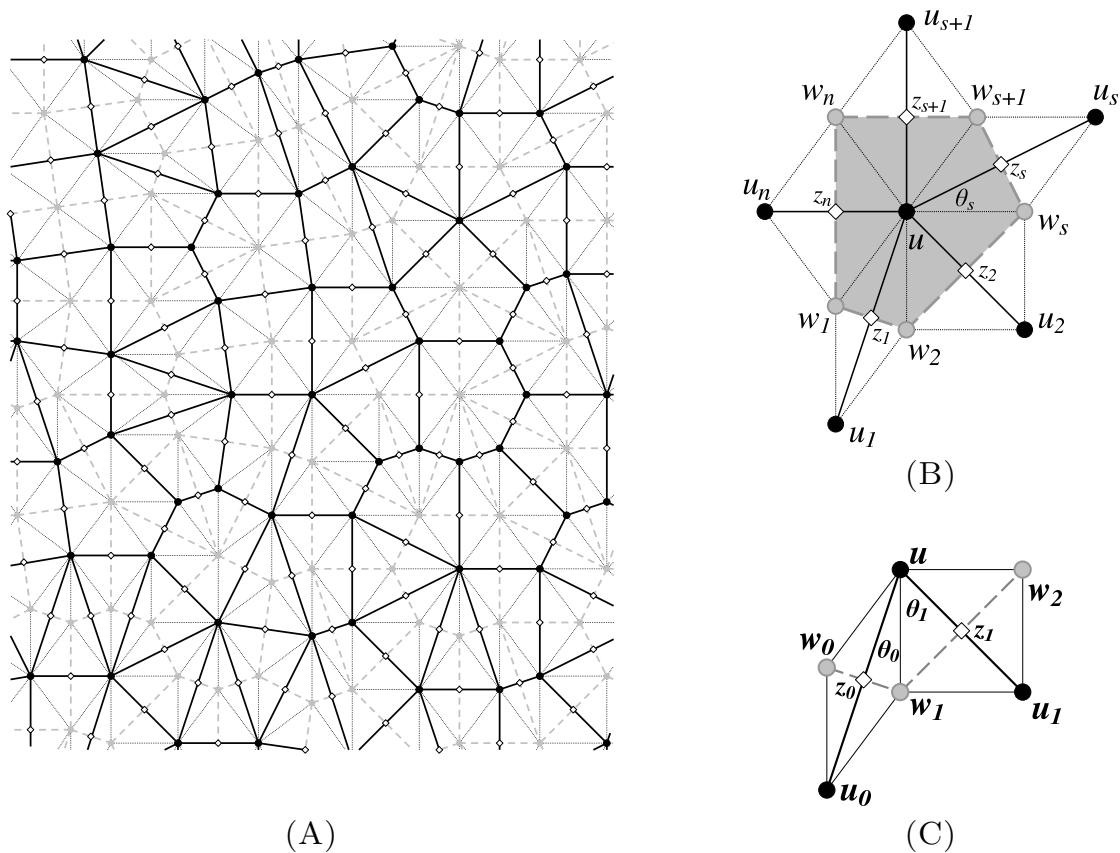 u_{s+1}
w_n
z_{s+1}
w_{s+1}
u_s
z_s
u_n
z_n
θ_s
w_s
u
z_2
w_1
z_1
w_2
u_2
u_1
(B)
u
w_2
θ_1
w_0
θ_0
z_1
z_0
w_1
u_1
u_0
(A)
(C)